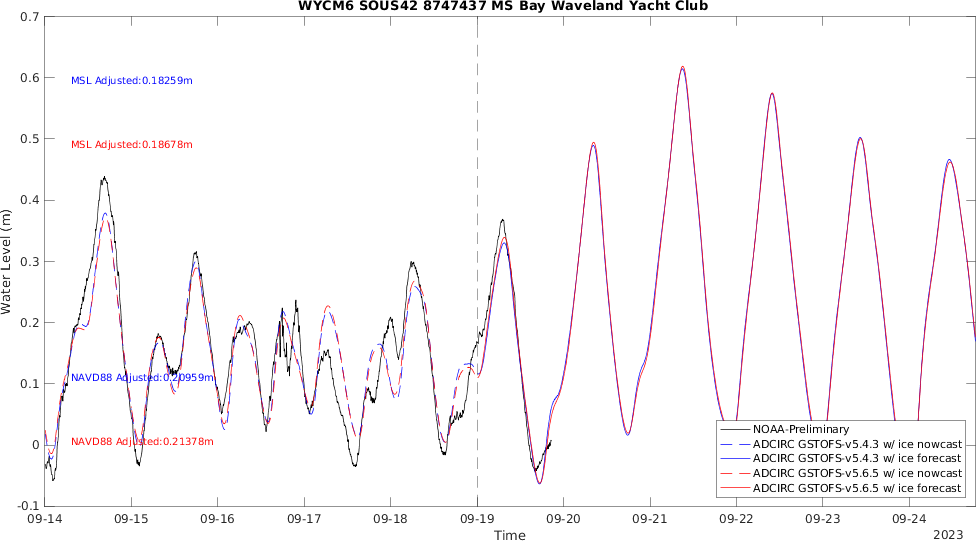 WYCM6 SOUS42 8747437 MS Bay Waveland Yacht Club
0.7
0.6
0.5
0.4
0.3
0.2
0.1
0
-0.1
Water Level (m)
MSL Adjusted:0.18259m
MSL Adjusted:0.18678m
NAVD88 Adjusted:0.20959m
NAVD88 Adjusted:0.21378m
NOAA-Preliminary
ADCIRC GSTOFS-v5.4.3 w/ ice nowcast
ADCIRC GSTOFS-v5.4.3 w/ ice forecast
ADCIRC GSTOFS-v5.6.5 w/ ice nowcast
ADCIRC GSTOFS-v5.6.5 w/ ice forecast
09-14 09-15 09-16 09-17 09-18 09-19 09-20 09-21 09-22 09-23 09-24
Time
2023